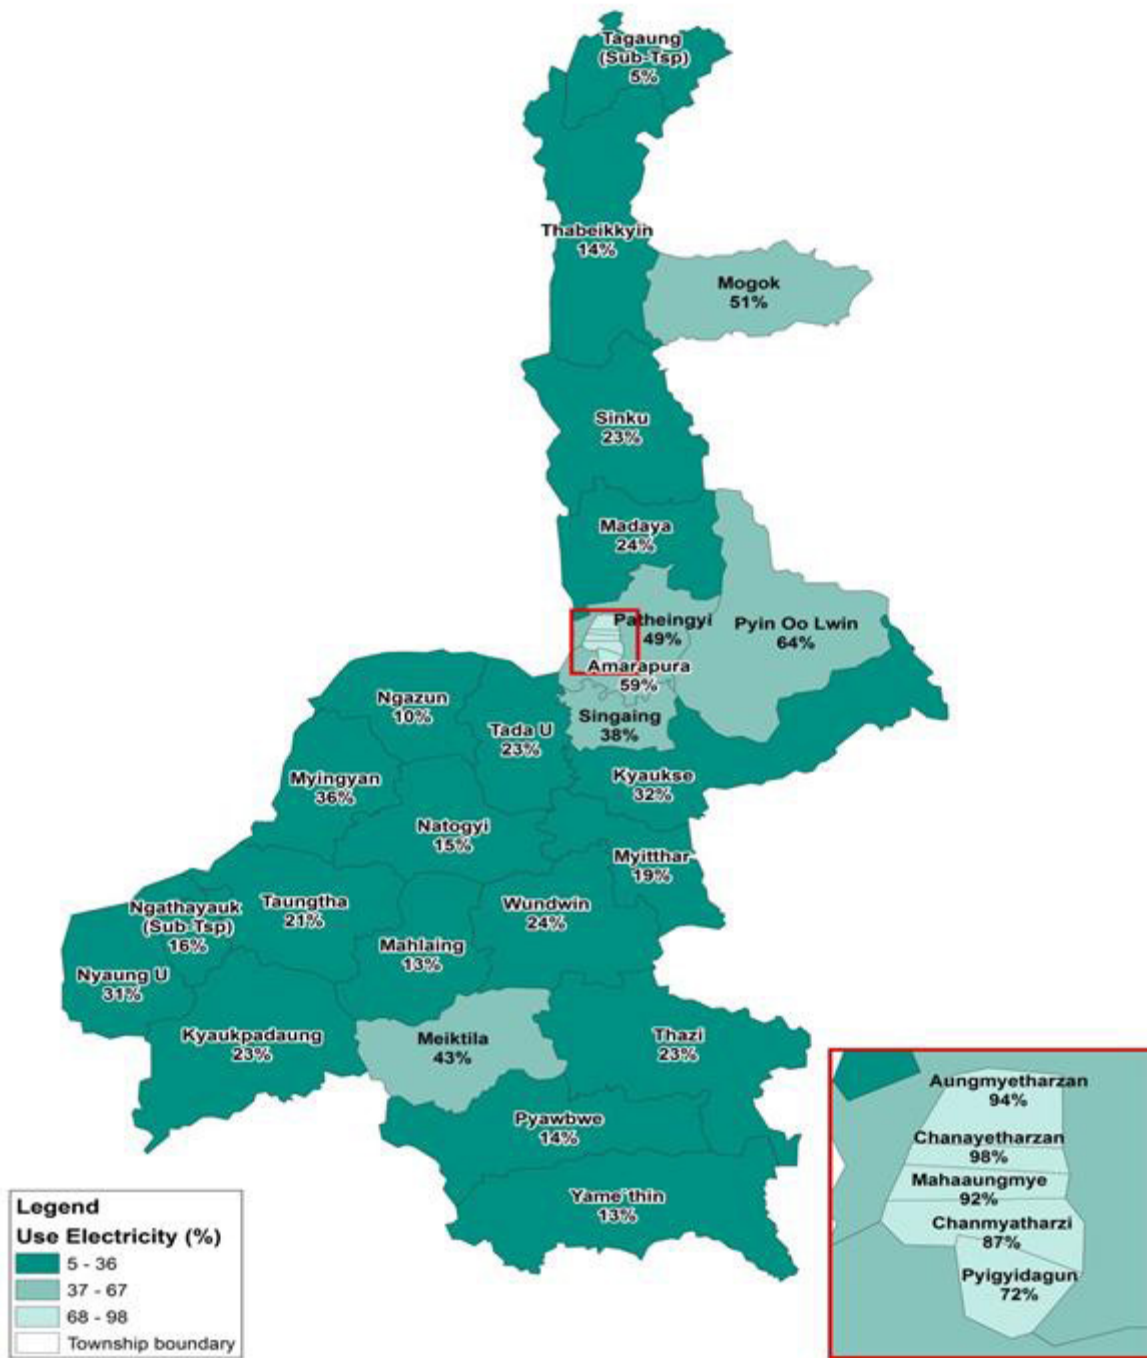 Tagaung
(Sub-Tsp)
5%
Thabeikkyin
14%
Mogok
51%
Sinku
23%
Madaya
24%
Patheingyi
49%
Pyin Oo Lwin
64%
Amarapura
59%
Singaing
38%
Ngazun
10%
Tada U
23%
Kyaukse
32%
Myingyan
36%
Natogyi
15%
Myitthar
19%
Taungtha
21%
Ngathayauk
(Sub-Tsp)
16%
Wundwin
24%
Mahlaing
13%
Nyaung U
31%
Kyaukpadaung
23%
Meiktila
43%
Thazi
23%
Pyawbwe
14%
Yame'thin
13%
Aungmyetharzan
94%
Chanayetharzan
98%
Mahaaungmye
92%
Chanmyatharzi
87%
Pyigyidagun
72%
Legend
Use Electricity (%)
5 - 36
37 - 67
68 - 98
Township boundary